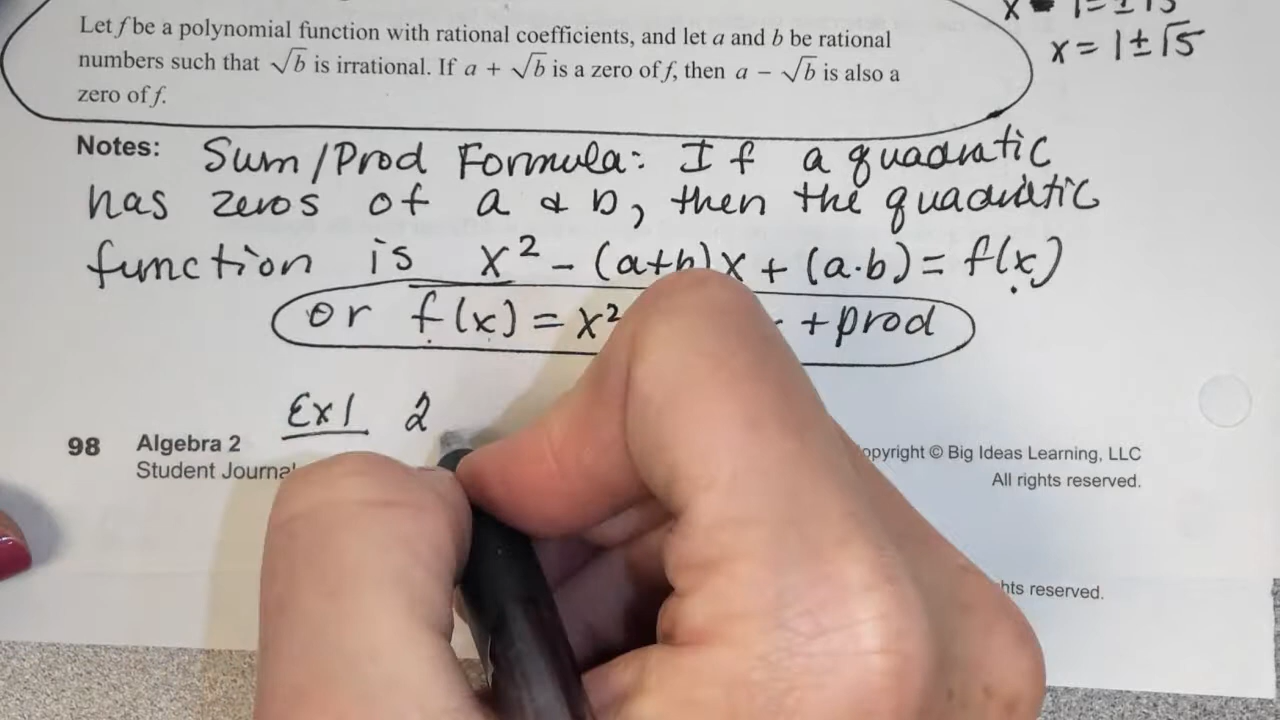 Let f be a polynomial function with rational coefficients, and let a and b be rational
numbers such that √b is irrational. If a + √b is a zero of f, then a − √b is also a
zero of f.
x = 1 ± √5
Notes: Sum/Prod Formula: If a quadratic
has zeros of a & b, then the quadratic
function is x² − (a+b)x + (a·b) = f(x)
or f(x) = x² + prod
Ex 1 2
98 Algebra 2
Student Journal
opyright © Big Ideas Learning, LLC
All rights reserved.
hts reserved.